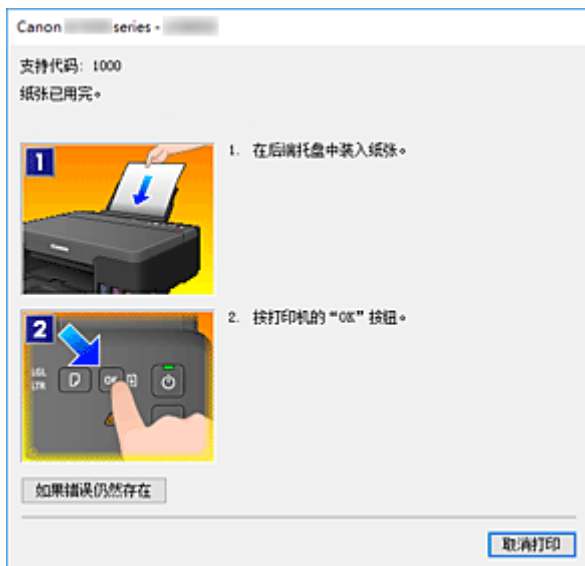 Canon series -
支持代码: 1000
纸张已用完。
1
1. 在后端托盘中装入纸张。
2
2. 按打印机的“OK”按钮。
LGL
LTR
OK
如果错误仍然存在
取消打印